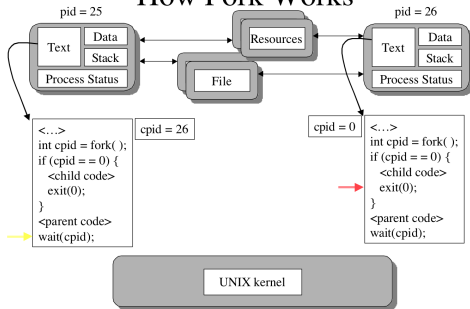 How Fork Works
pid = 25
pid = 26
Text
Data
Stack
Process Status
Resources
File
Text
Data
Stack
Process Status
<…>
int cpid = fork( );
if (cpid = = 0) {
<child code>
exit(0);
}
<parent code>
wait(cpid);
cpid = 26
cpid = 0
<…>
int cpid = fork( );
if (cpid = = 0) {
<child code>
exit(0);
}
<parent code>
wait(cpid);
UNIX kernel